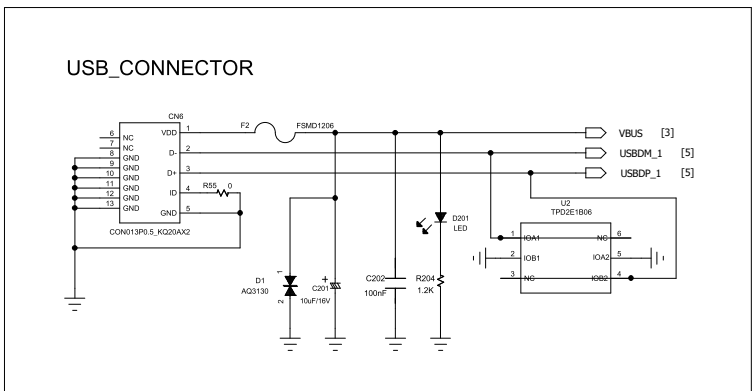 USB_CONNECTOR
CN6
6 NC VDD 1
7 NC
8 GND D- 2
9 GND
10 GND D+ 3
11 GND
12 GND ID 4
13 GND
GND 5
CON013P0.5_KQ20AX2
F2 FSMD1206
R55 0
VBUS [3]
USBDM_1 [5]
USBDP_1 [5]
U2
TPD2E1B06
1 IOA1 NC 6
2 IOB1 IOA2 5
3 NC IOB2 4
D201
LED
D1
AQ3130
1
2
+
C201
10uF/16V
C202
100nF
R204
1.2K